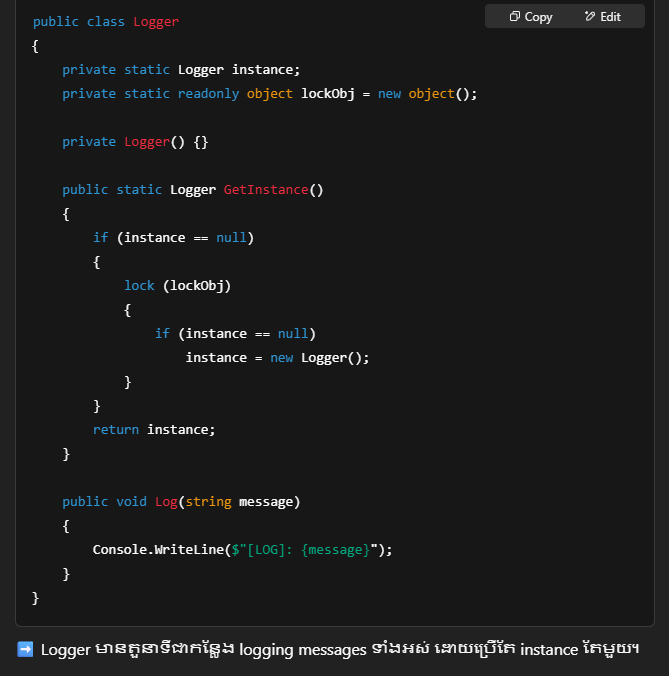 public class Logger
Copy Edit
{
    private static Logger instance;
    private static readonly object lockObj = new object();

    private Logger() {}

    public static Logger GetInstance()
    {
        if (instance == null)
        {
            lock (lockObj)
            {
                if (instance == null)
                    instance = new Logger();
            }
        }
        return instance;
    }

    public void Log(string message)
    {
        Console.WriteLine($"[LOG]: {message}");
    }
}
➡️ Logger មានតួនាទីជាកន្លែង logging messages ទាំងអស់ ដោយប្រើតែ instance តែមួយ។